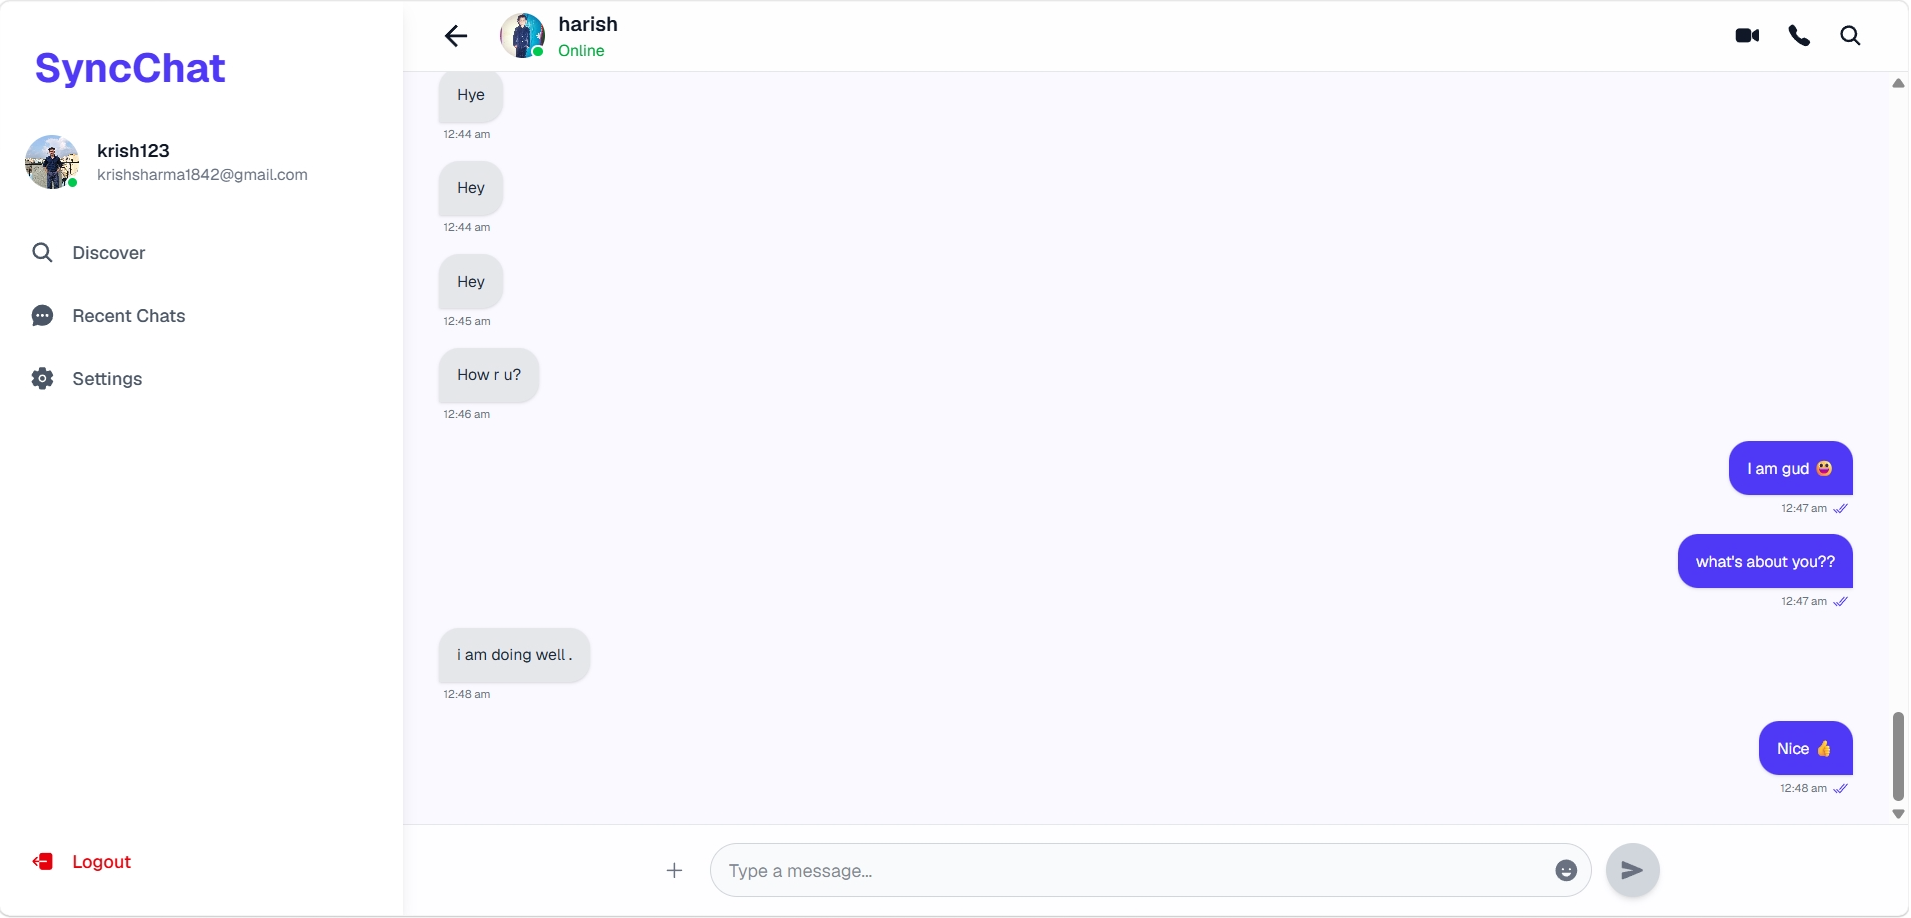 SyncChat
krish123
krishsharma1842@gmail.com
Discover
Recent Chats
Settings
Logout
harish
Online
Hye
12:44 am
Hey
12:44 am
Hey
12:45 am
How r u?
12:46 am
I am gud 😃
12:47 am
what's about you??
12:47 am
i am doing well .
12:48 am
Nice 👍
12:48 am
Type a message...